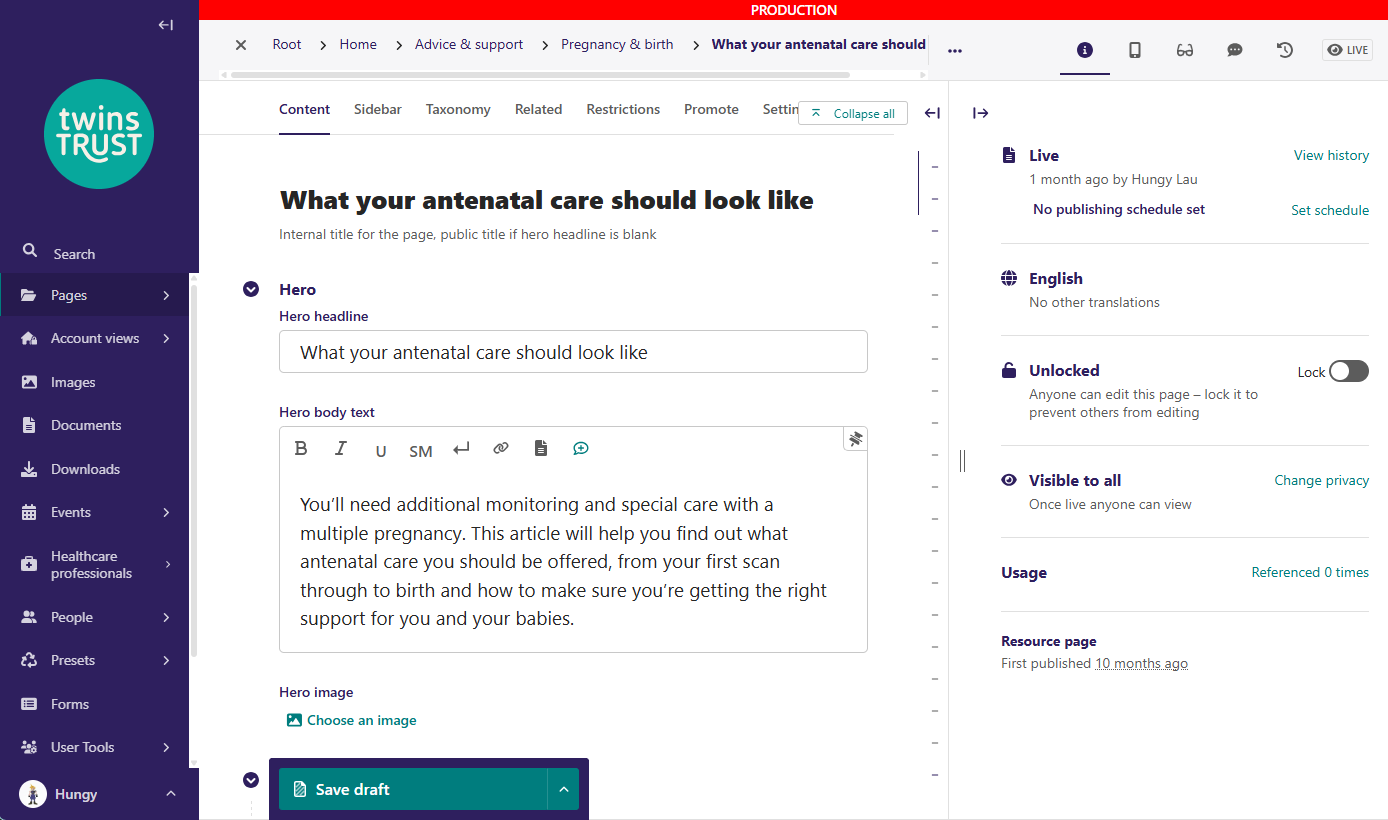 PRODUCTION
twins
TRUST
Search
Pages
Account views
Images
Documents
Downloads
Events
Healthcare
professionals
People
Presets
Forms
User Tools
Hungy
Root
Home
Advice & support
Pregnancy & birth
What your antenatal care should
LIVE
Content
Sidebar
Taxonomy
Related
Restrictions
Promote
Settin
Collapse all
What your antenatal care should look like
Internal title for the page, public title if hero headline is blank
Hero
Hero headline
What your antenatal care should look like
Hero body text
B I U SM
You’ll need additional monitoring and special care with a
multiple pregnancy. This article will help you find out what
antenatal care you should be offered, from your first scan
through to birth and how to make sure you’re getting the right
support for you and your babies.
Hero image
Choose an image
Save draft
Live
View history
1 month ago by Hungy Lau
No publishing schedule set
Set schedule
English
No other translations
Unlocked
Lock
Anyone can edit this page – lock it to
prevent others from editing
Visible to all
Change privacy
Once live anyone can view
Usage
Referenced 0 times
Resource page
First published 10 months ago